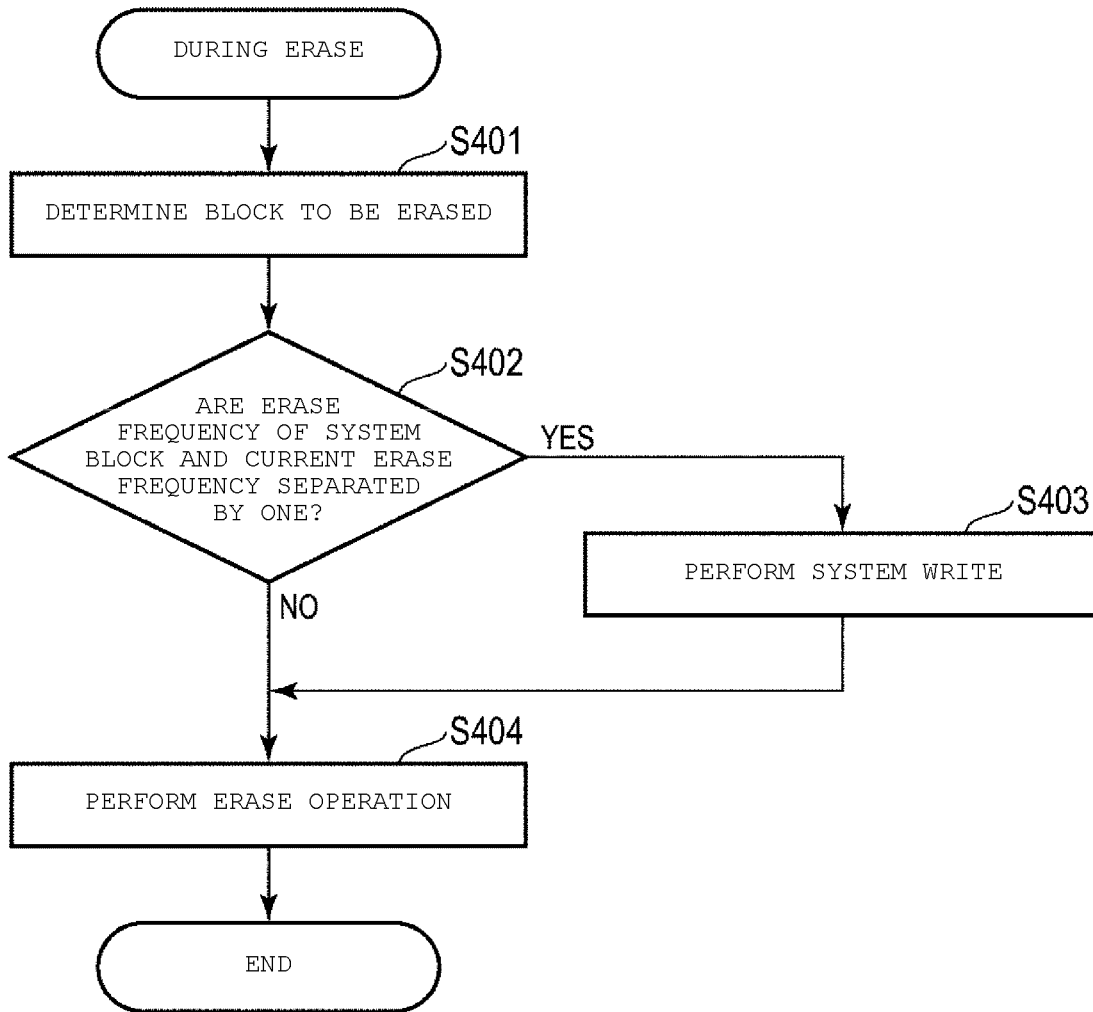 DURING ERASE
S401
DETERMINE BLOCK TO BE ERASED
S402
ARE ERASE
FREQUENCY OF SYSTEM
BLOCK AND CURRENT ERASE
FREQUENCY SEPARATED
BY ONE?
YES
S403
PERFORM SYSTEM WRITE
NO
S404
PERFORM ERASE OPERATION
END